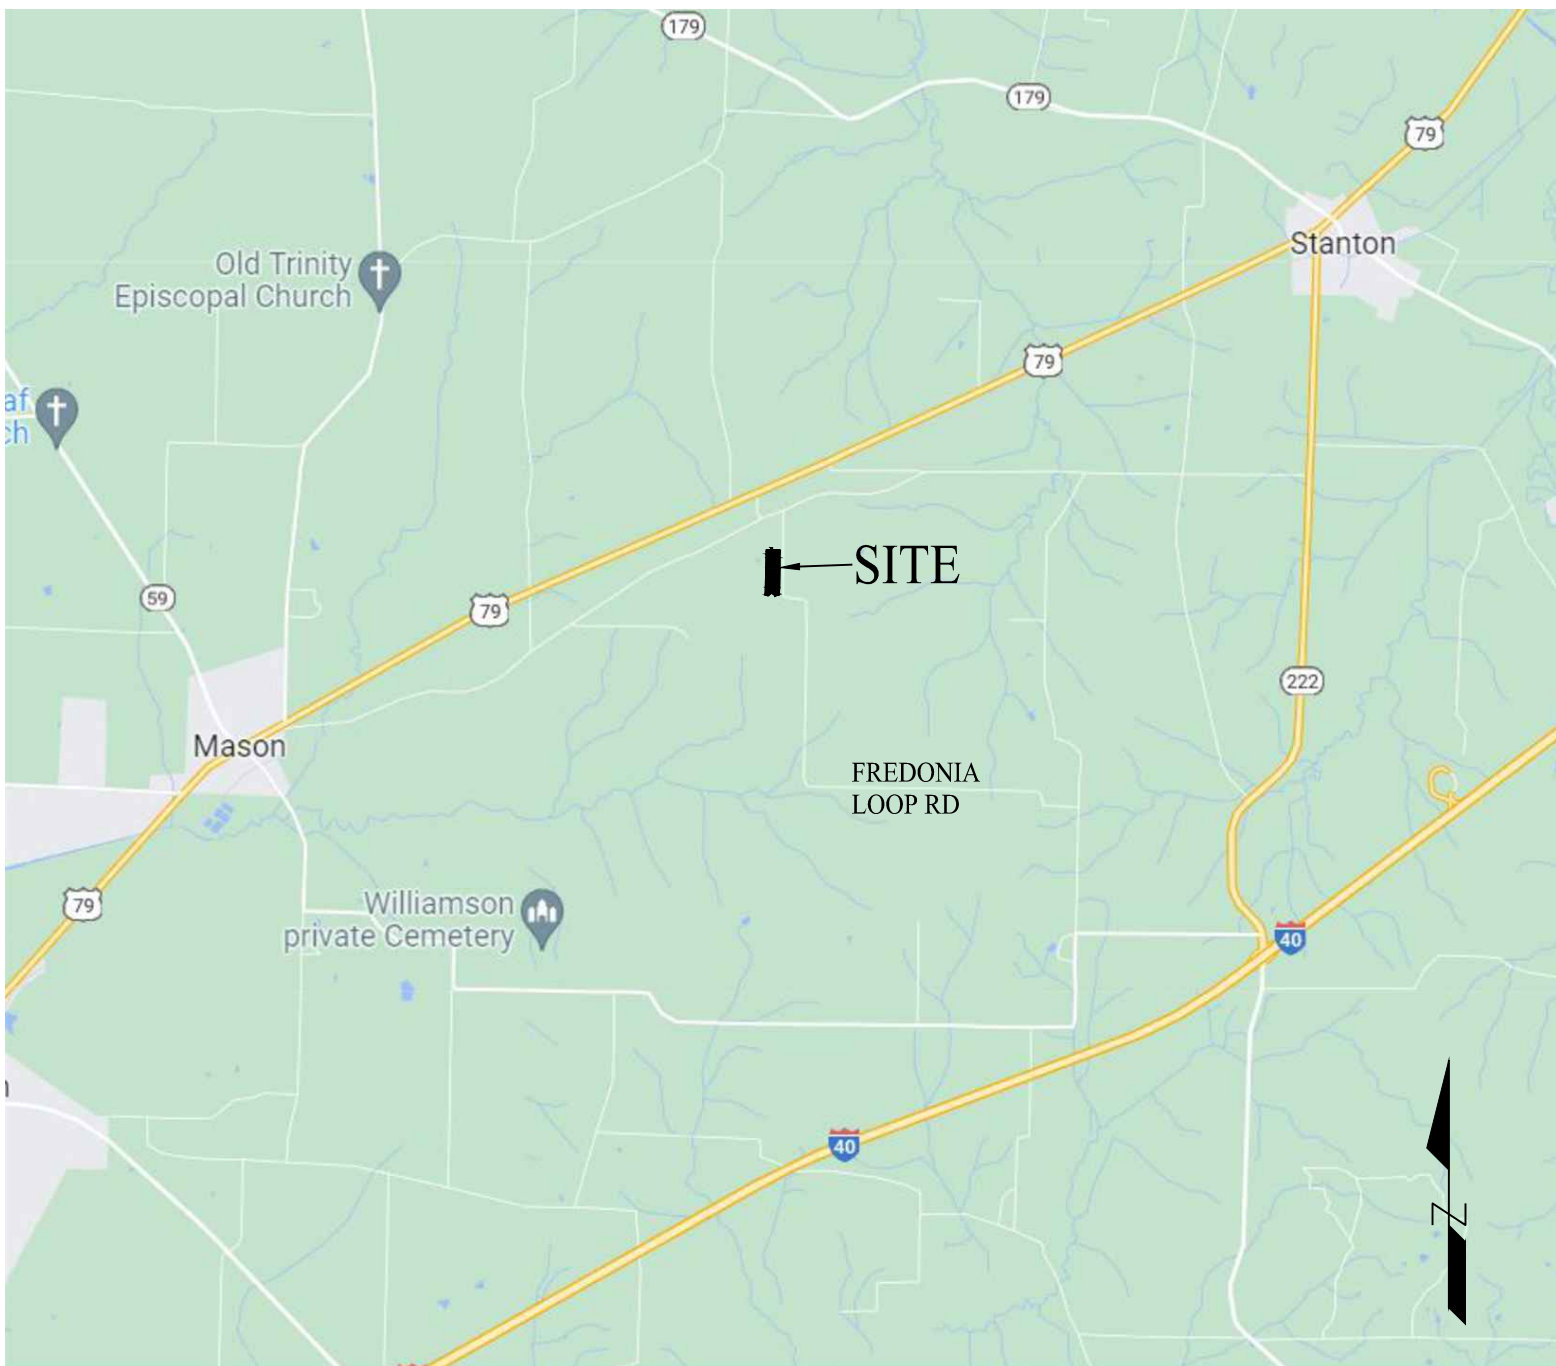 179
179
79
Stanton
Old Trinity
Episcopal Church
79
af
ch
SITE
59
79
222
Mason
FREDONIA
LOOP RD
79
Williamson
private Cemetery
40
40
N